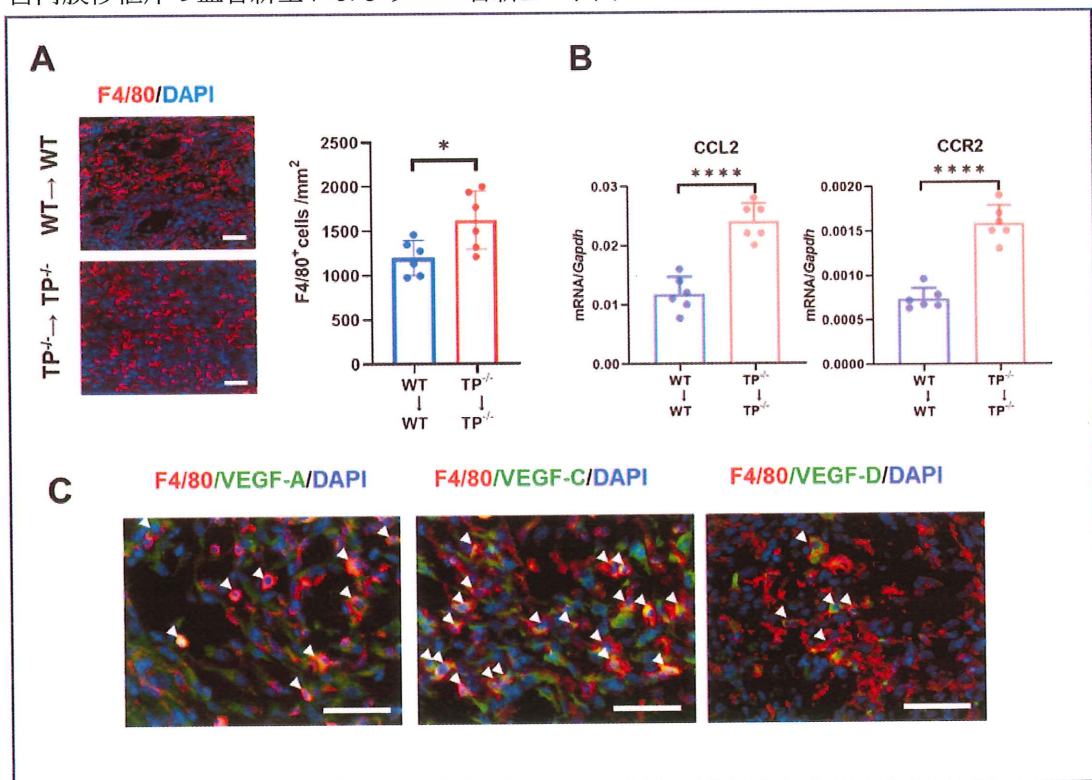 A
F4/80/DAPI
WT→ WT
TP-/-→ TP-/-
F4/80+cells /mm2
2500
2000
1500
1000
500
0
*
WT
↓
WT
TP-/-
↓
TP-/-
B
CCL2
****
mRNA/Gapdh
0.03
0.02
0.01
0.00
WT
↓
WT
TP-/-
↓
TP-/-
CCR2
****
mRNA/Gapdh
0.0020
0.0015
0.0010
0.0005
0.0000
WT
↓
WT
TP-/-
↓
TP-/-
C
F4/80/VEGF-A/DAPI
F4/80/VEGF-C/DAPI
F4/80/VEGF-D/DAPI